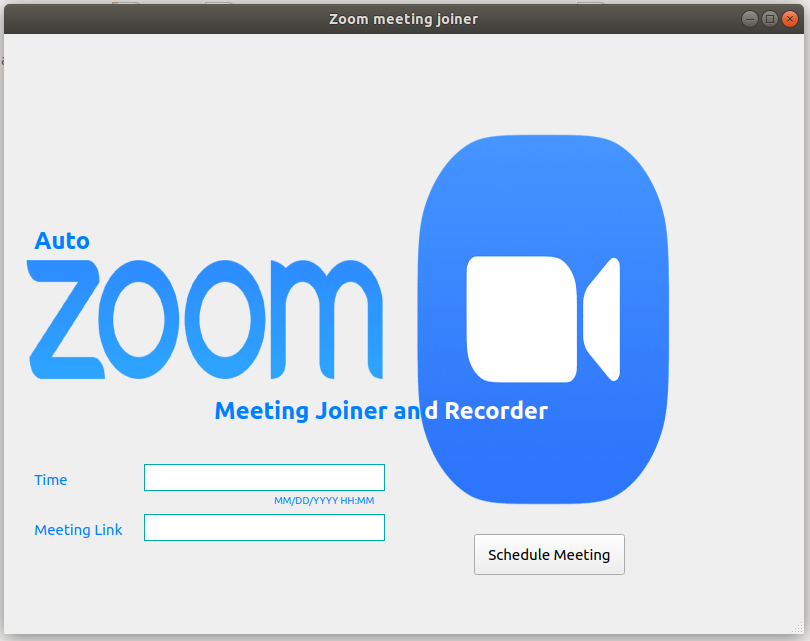 Zoom meeting joiner
Auto
zoom
Meeting Joiner and Recorder
Time
MM/DD/YYYY HH:MM
Meeting Link
Schedule Meeting